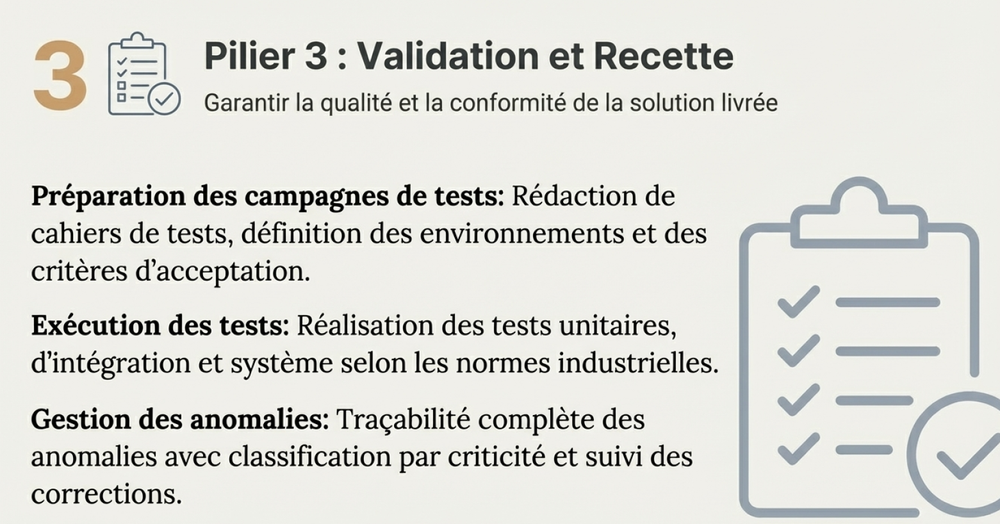 3
Pilier 3 : Validation et Recette
Garantir la qualité et la conformité de la solution livrée
Préparation des campagnes de tests: Rédaction de
cahiers de tests, définition des environnements et des
critères d’acceptation.
Exécution des tests: Réalisation des tests unitaires,
d’intégration et système selon les normes industrielles.
Gestion des anomalies: Traçabilité complète des
anomalies avec classification par criticité et suivi des
corrections.